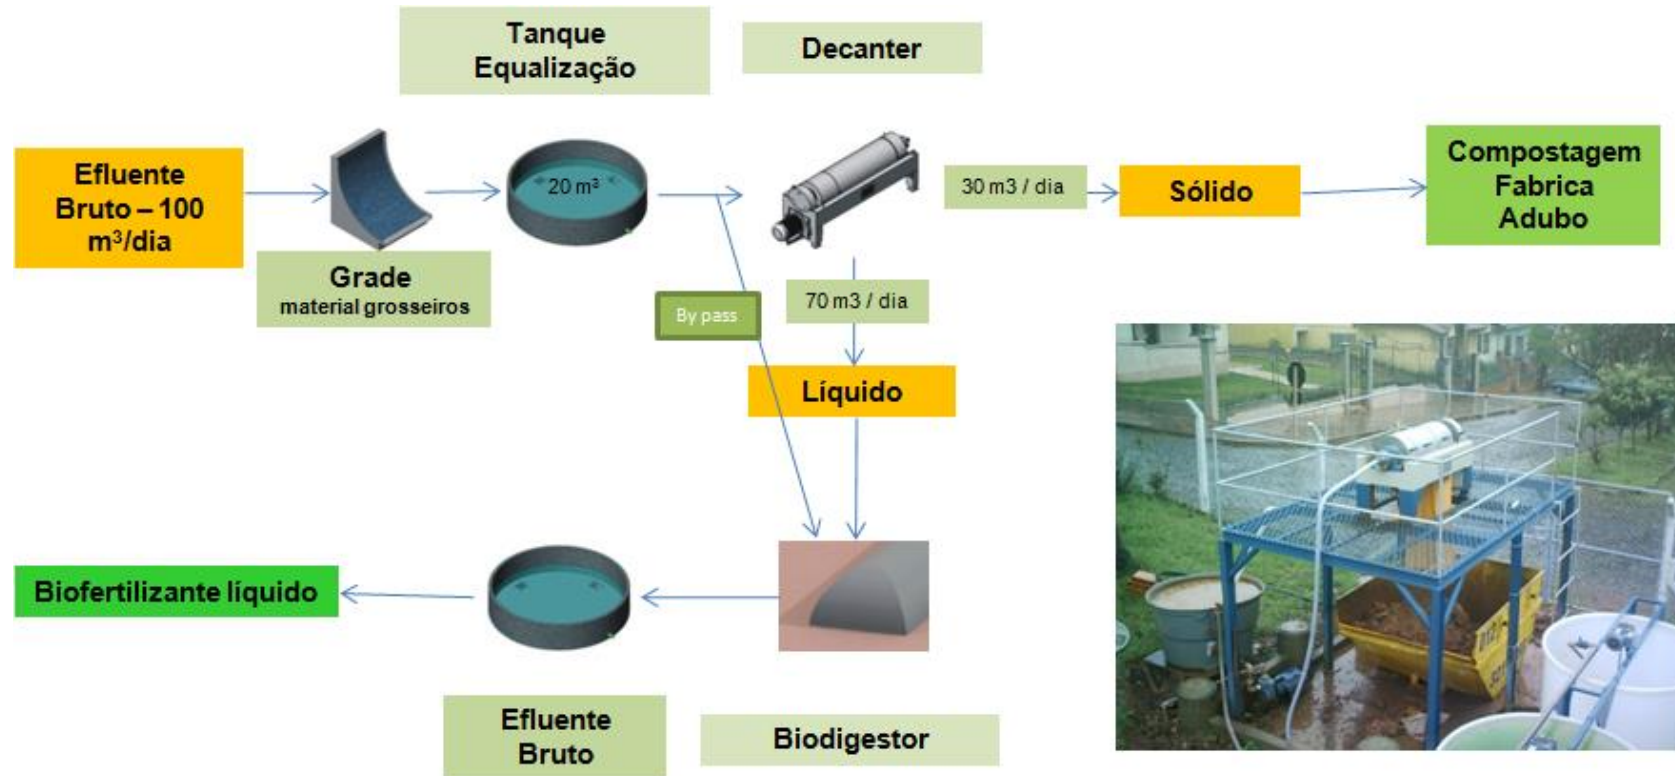 Tanque
Equalização
Decanter
Efluente
Bruto – 100
m³/dia
20 m³
30 m3 / dia
Sólido
Compostagem
Fabrica
Adubo
Grade
material grosseiros
By pass
70 m3 / dia
Líquido
Biofertilizante líquido
Efluente
Bruto
Biodigestor